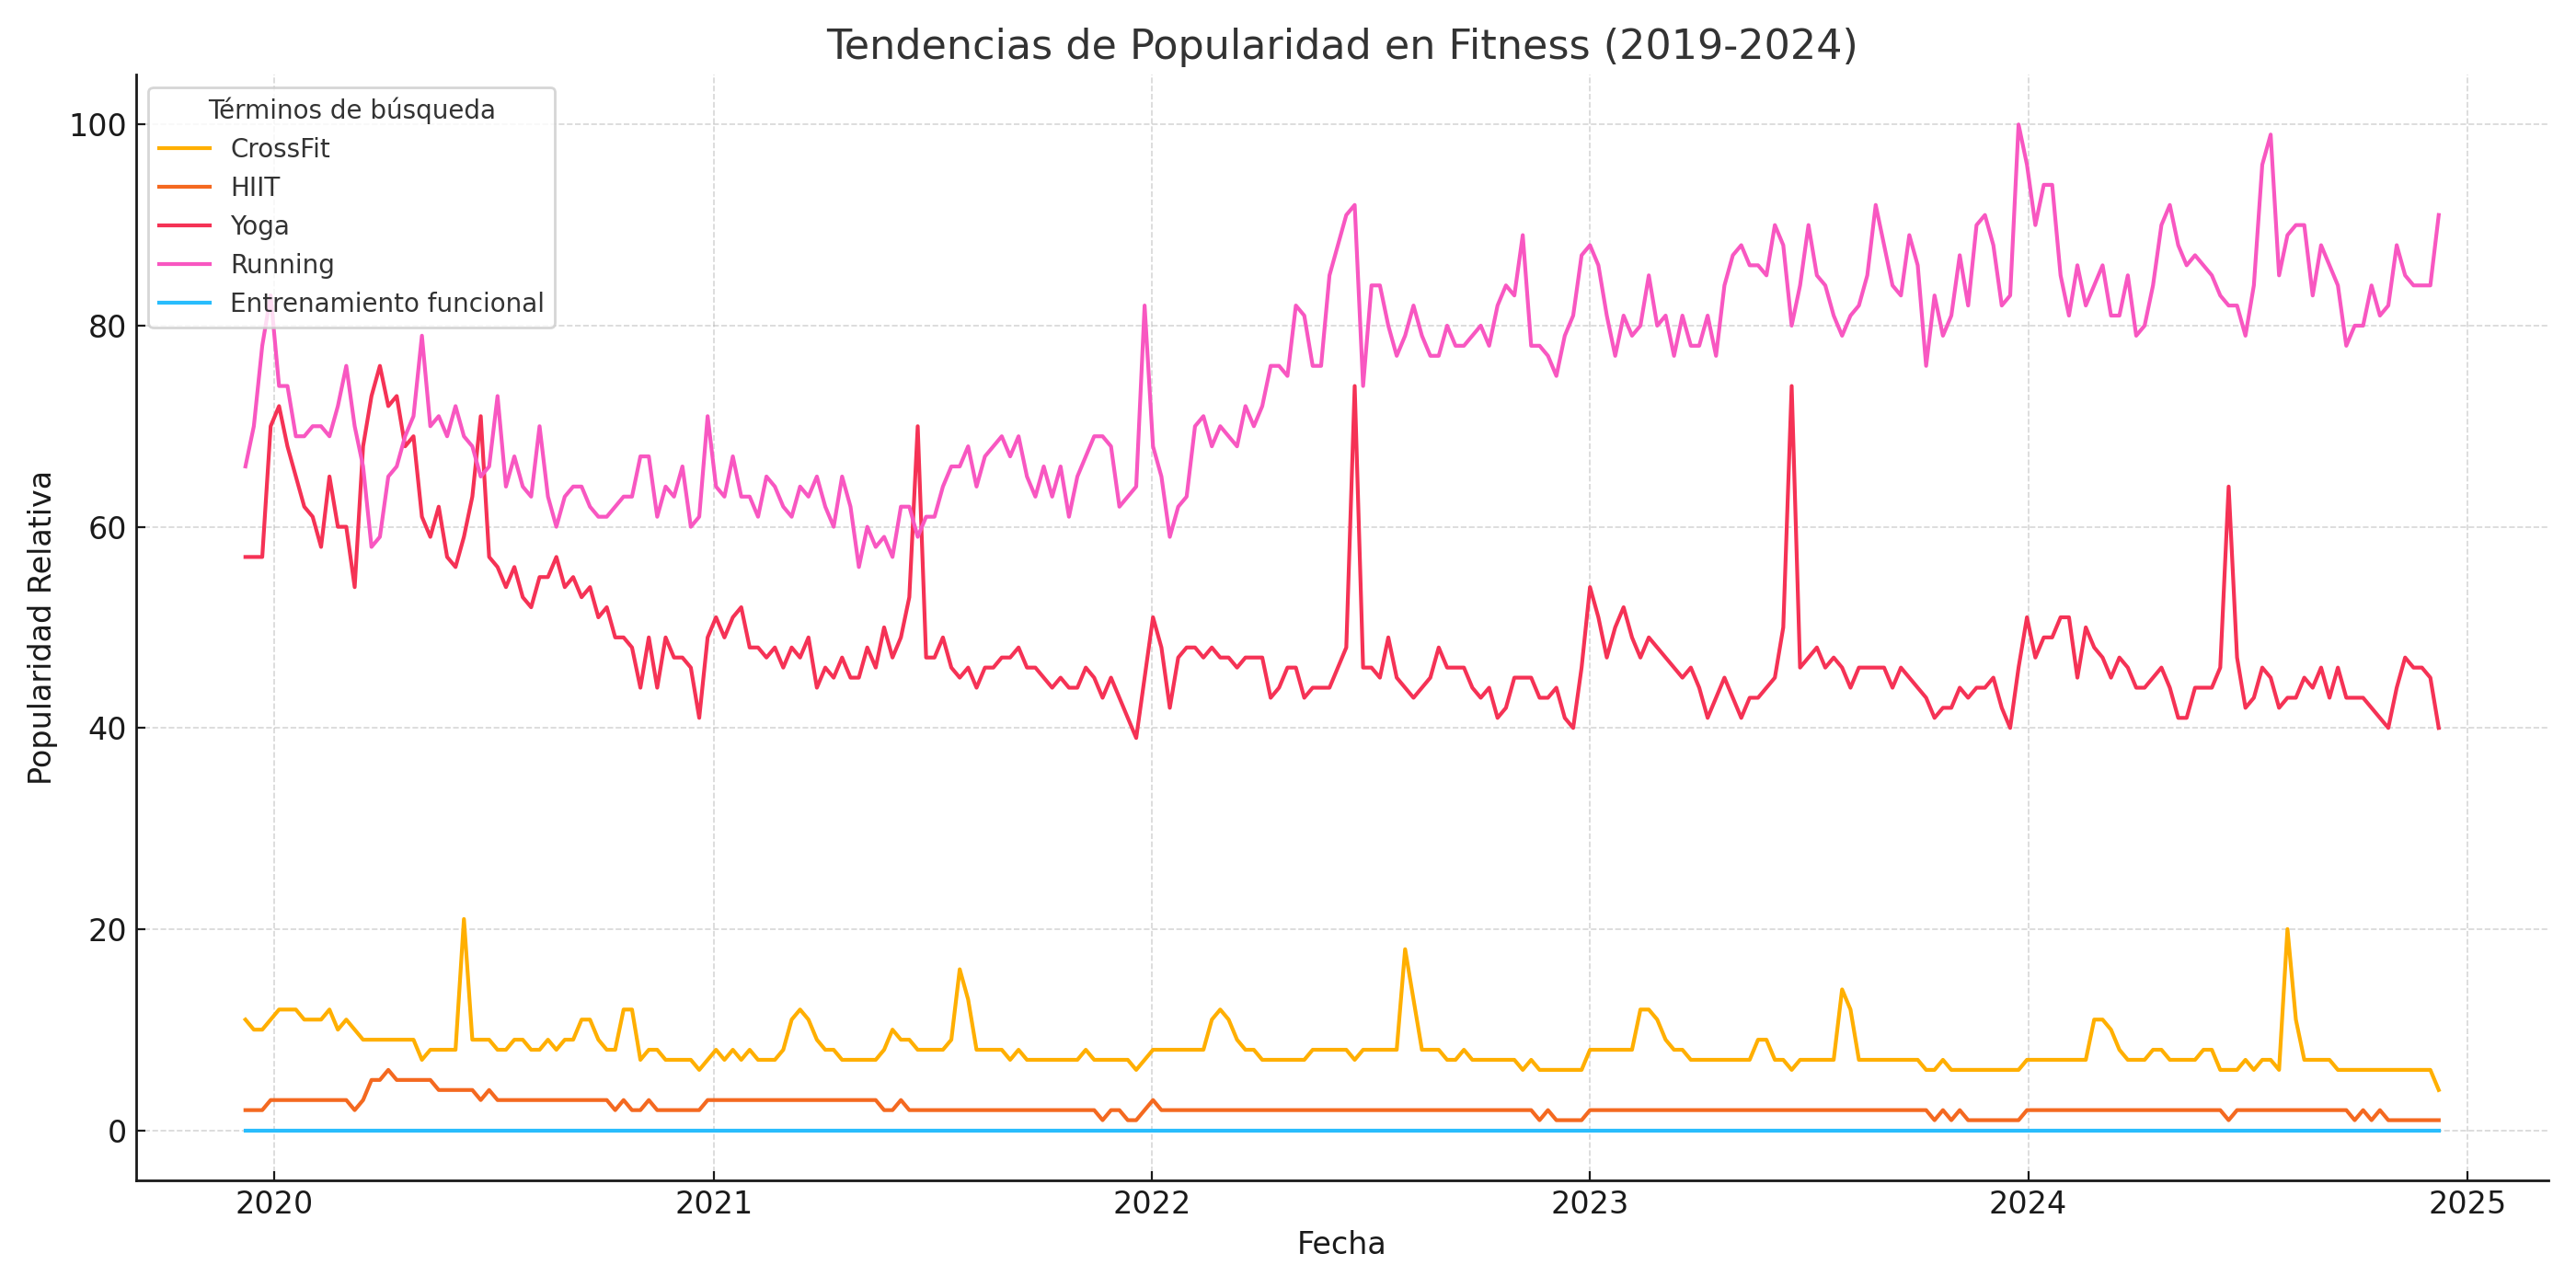 Tendencias de Popularidad en Fitness (2019-2024)
Términos de búsqueda
CrossFit
HIIT
Yoga
Running
Entrenamiento funcional
Popularidad Relativa
100
80
60
40
20
0
2020 2021 2022 2023 2024 2025
Fecha